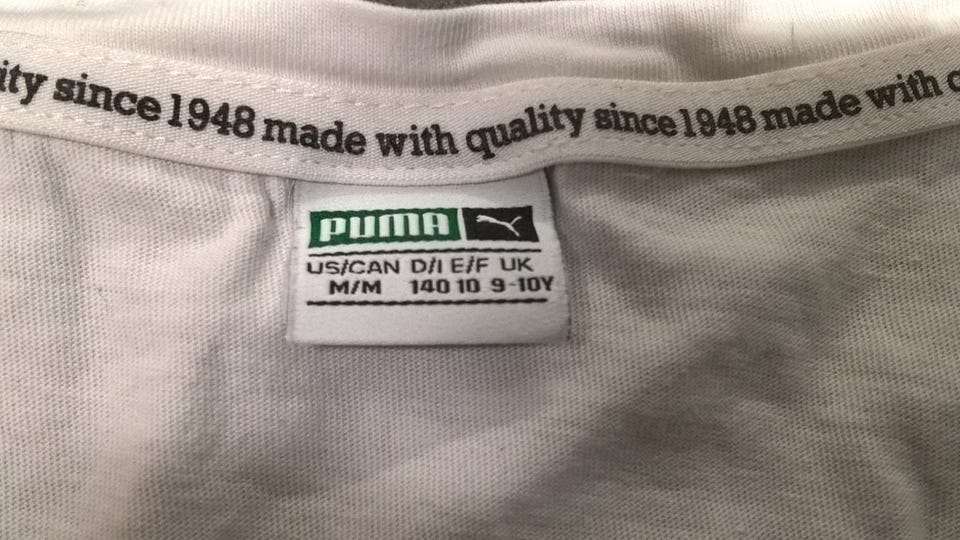 ity since 1948 made with quality since 1948 made with
PUMA
US/CAN D/I E/F UK
M/M 140 10 9-10Y